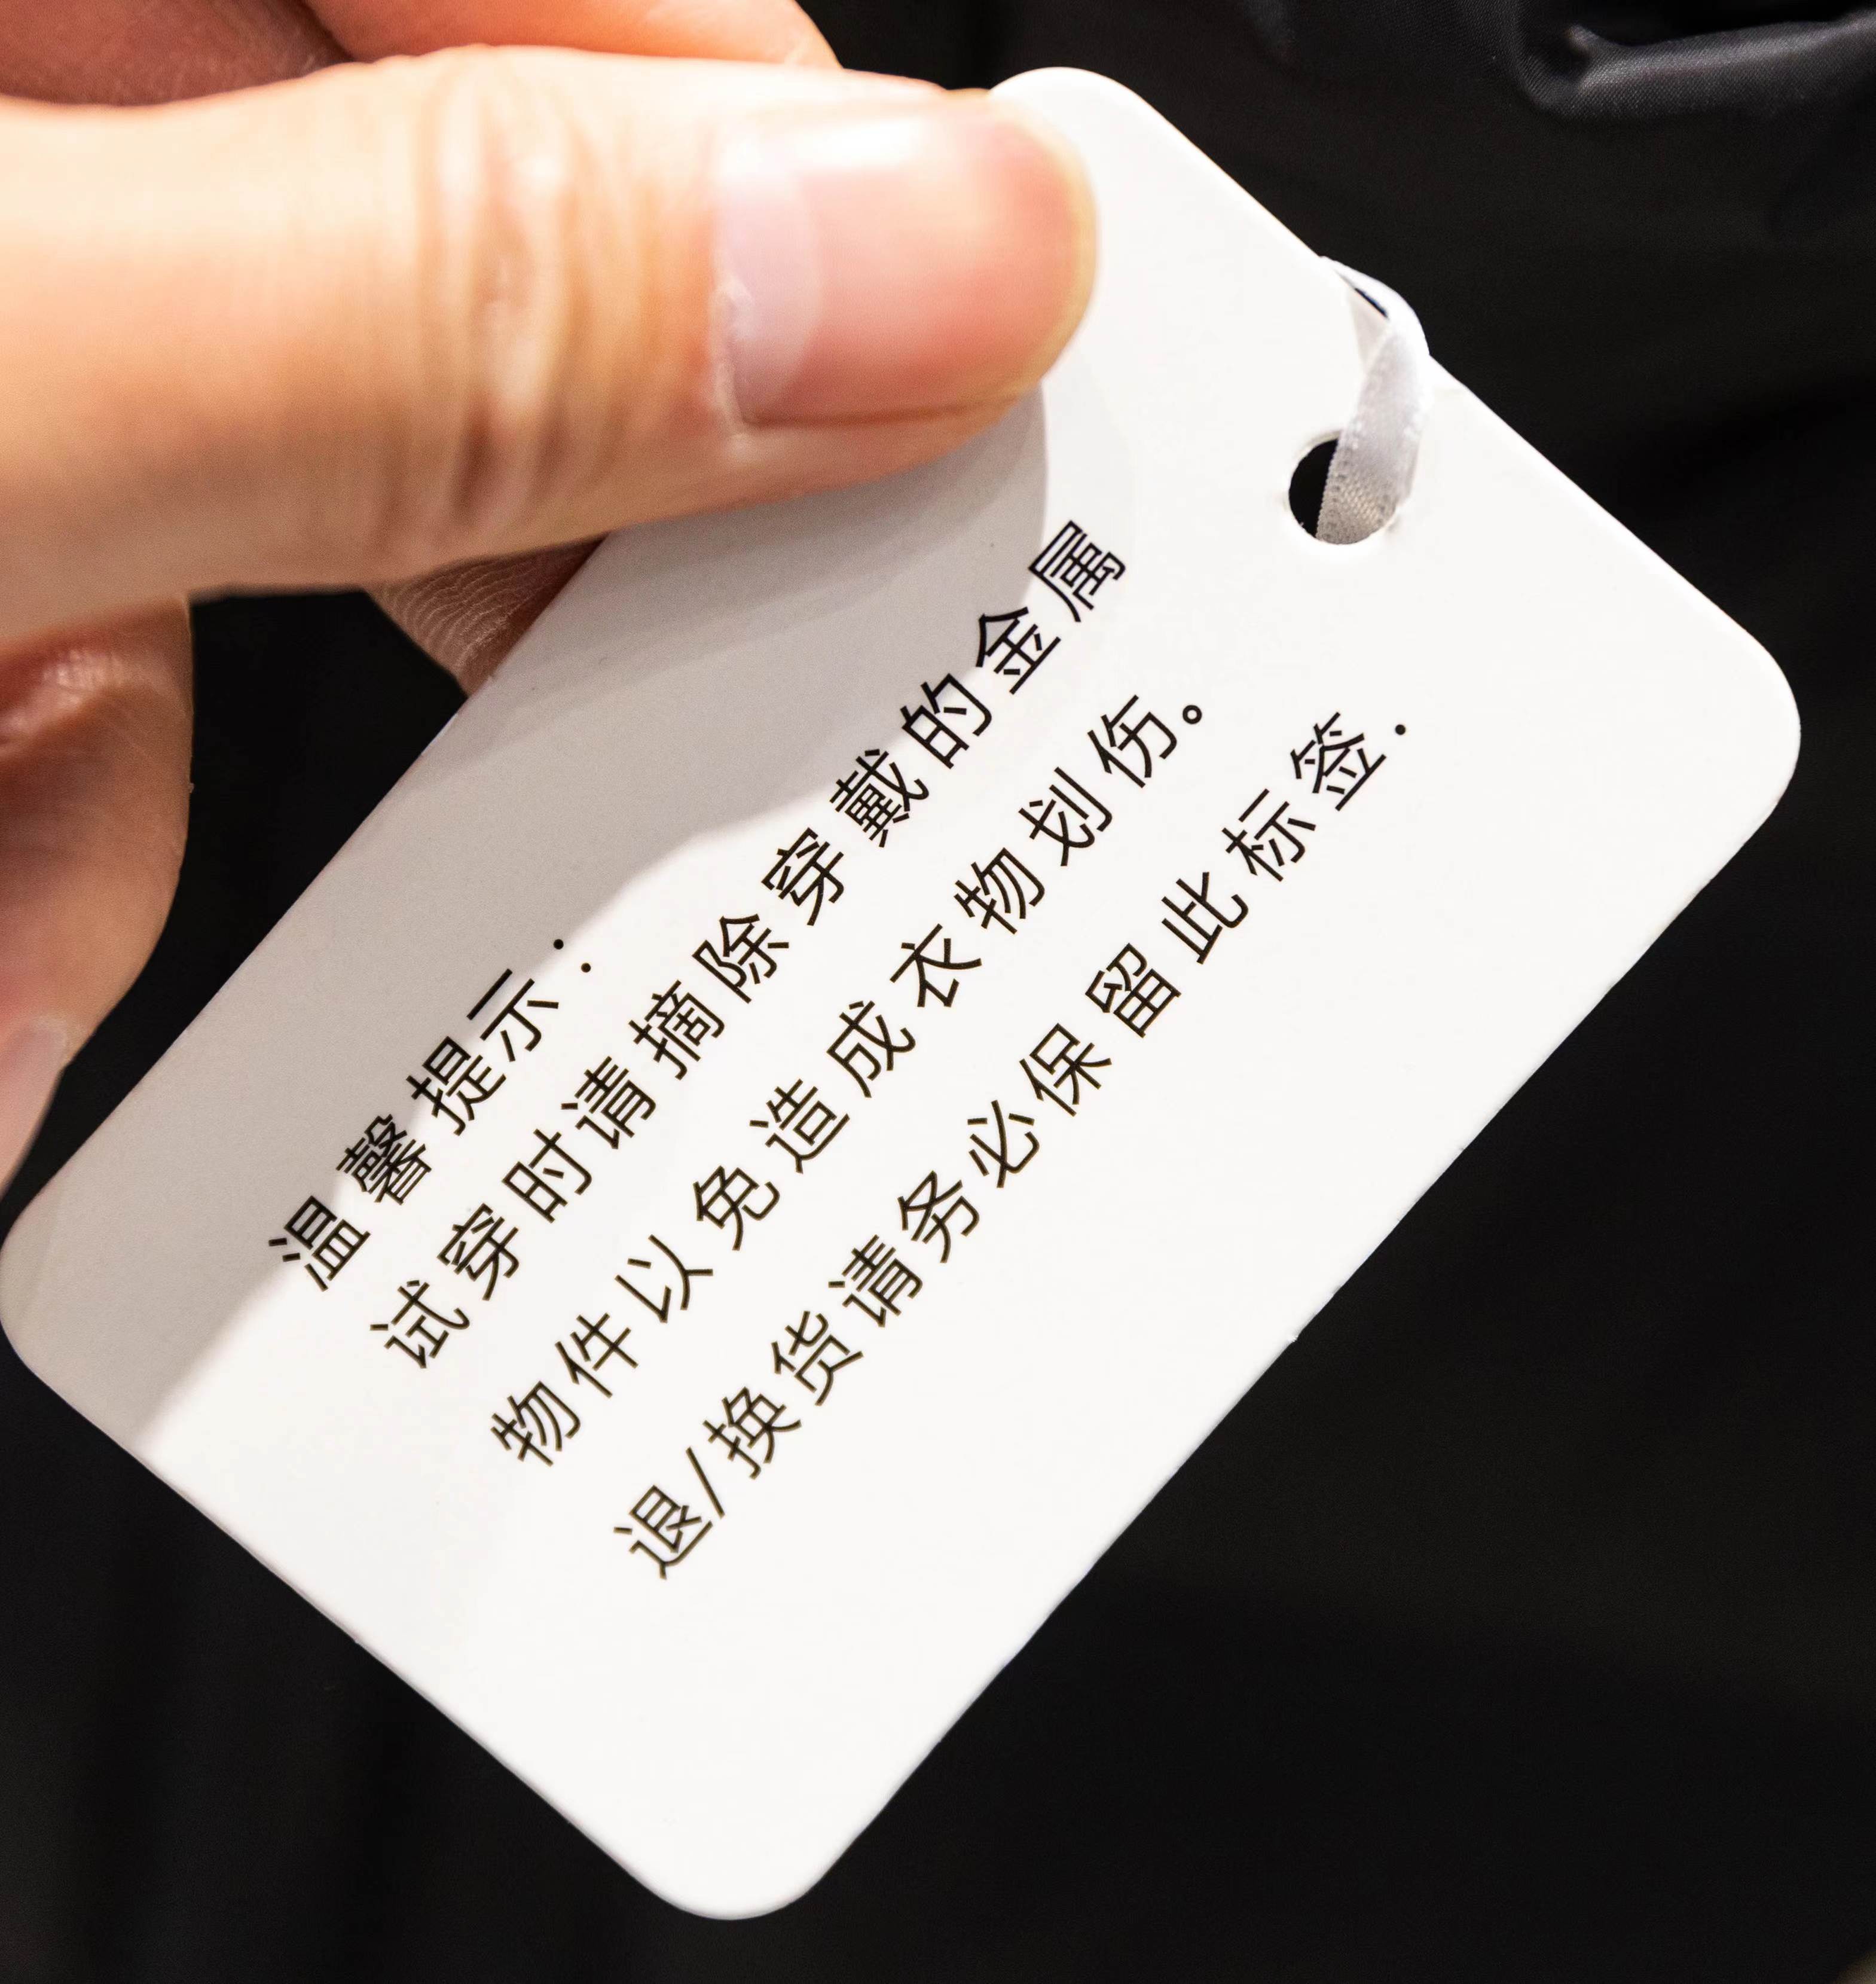 温馨提示：
试穿时请摘除穿戴的金属
物件以免造成衣物划伤。
退/换货请务必保留此标签.